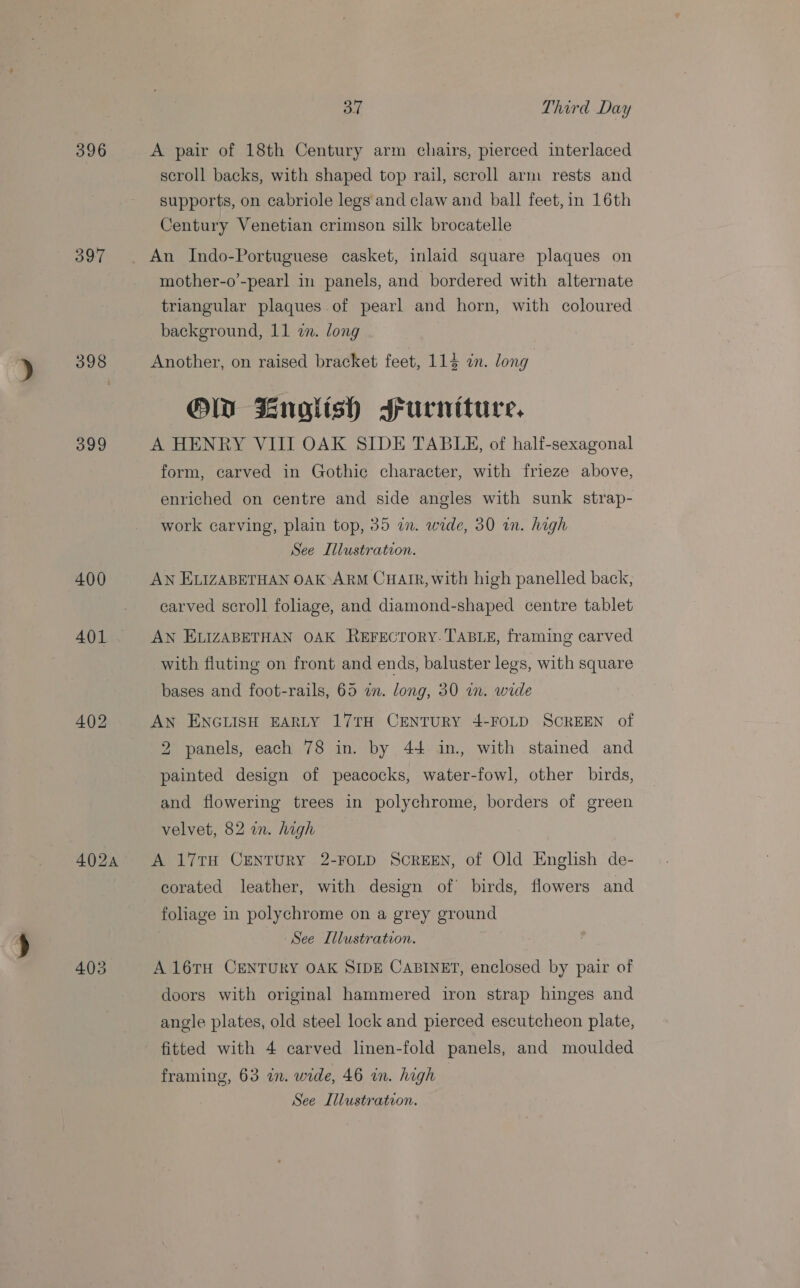 37 Third Day
396 A pair of 18th Century arm chairs, pierced interlaced
scroll backs, with shaped top rail, scroll arm rests and
supports, on cabriole legs and claw and ball feet, in 16th
Century Venetian crimson silk brocatelle
397 An Indo-Portuguese casket, inlaid square plaques on
mother-o'-pearl in panels, and bordered with alternate
triangular plaques of pearl and horn, with coloured
background, 11 in. long
398 Another, on raised bracket feet, 11½ in. long
Old English Furniture.
399 A HENRY VIII OAK SIDE TABLE, of half-sexagonal
form, carved in Gothic character, with frieze above,
enriched on centre and side angles with sunk strap-
work carving, plain top, 35 in. wide, 30 in. high
See Illustration.
400 AN ELIZABETHAN OAK ARM CHAIR, with high panelled back,
carved scroll foliage, and diamond-shaped centre tablet
401 AN ELIZABETHAN OAK REFECTORY TABLE, framing carved
with fluting on front and ends, baluster legs, with square
bases and foot-rails, 65 in. long, 30 in. wide
402 AN ENGLISH EARLY 17TH CENTURY 4-FOLD SCREEN of
2 panels, each 78 in. by 44 in., with stained and
painted design of peacocks, water-fowl, other birds,
and flowering trees in polychrome, borders of green
velvet, 82 in. high
402A A 17TH CENTURY 2-FOLD SCREEN, of Old English de-
corated leather, with design of birds, flowers and
foliage in polychrome on a grey ground
See Illustration.
403 A 16TH CENTURY OAK SIDE CABINET, enclosed by pair of
doors with original hammered iron strap hinges and
angle plates, old steel lock and pierced escutcheon plate,
fitted with 4 carved linen-fold panels, and moulded
framing, 63 in. wide, 46 in. high
See Illustration.